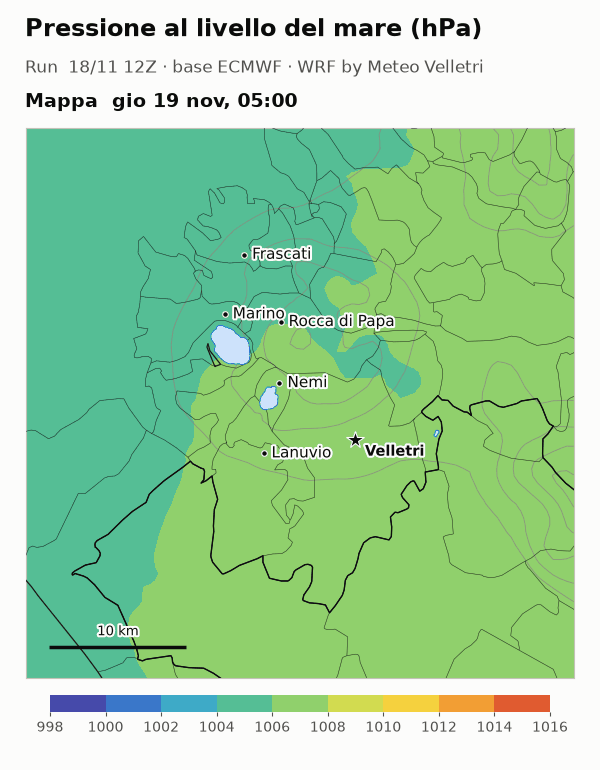 Pressione al livello del mare (hPa)
Run  18/11 12Z · base ECMWF · WRF by Meteo Velletri
Mappa  gio 19 nov, 05:00
Frascati
Marino
Rocca di Papa
Nemi
Velletri
Lanuvio
10 km
998 1000 1002 1004 1006 1008 1010 1012 1014 1016